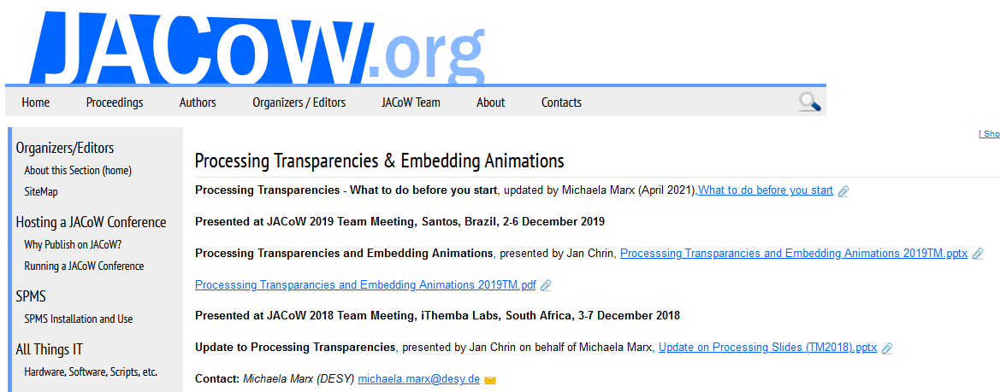 JACoW.org
Home Proceedings Authors Organizers / Editors JACoW Team About Contacts
[ Sho
Organizers/Editors
About this Section (home)
SiteMap
Hosting a JACoW Conference
Why Publish on JACoW?
Running a JACoW Conference
SPMS
SPMS Installation and Use
All Things IT
Hardware, Software, Scripts, etc.
Processing Transparencies & Embedding Animations
Processing Transparencies - What to do before you start, updated by Michaela Marx (April 2021),What to do before you start
Presented at JACoW 2019 Team Meeting, Santos, Brazil, 2-6 December 2019
Processing Transparencies and Embedding Animations, presented by Jan Chrin, Processsing Transparancies and Embedding Animations 2019TM.pptx
Processsing Transparancies and Embedding Animations 2019TM.pdf
Presented at JACoW 2018 Team Meeting, iThemba Labs, South Africa, 3-7 December 2018
Update to Processing Transparencies, presented by Jan Chrin on behalf of Michaela Marx, Update on Processing Slides (TM2018).pptx
Contact: Michaela Marx (DESY) michaela.marx@desy.de